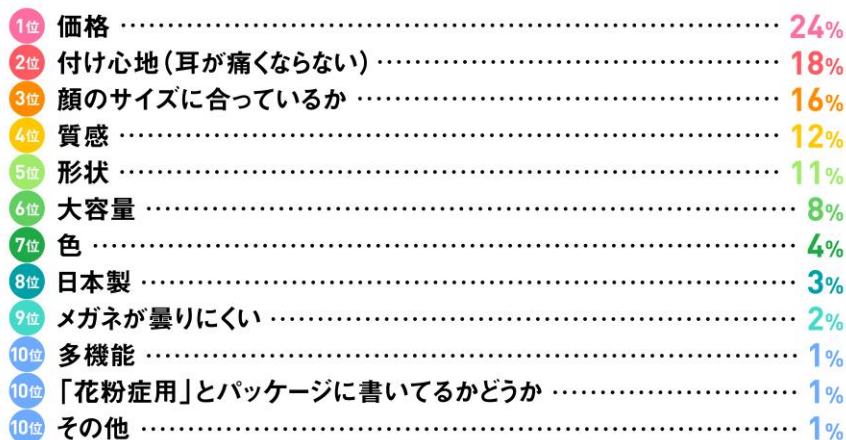 1位 価格 24%
2位 付け心地(耳が痛くならない) 18%
3位 顔のサイズに合っているか 16%
4位 質感 12%
5位 形状 11%
6位 大容量 8%
7位 色 4%
8位 日本製 3%
9位 メガネが曇りにくい 2%
10位 多機能 1%
10位 「花粉症用」とパッケージに書いてるかどうか 1%
10位 その他 1%